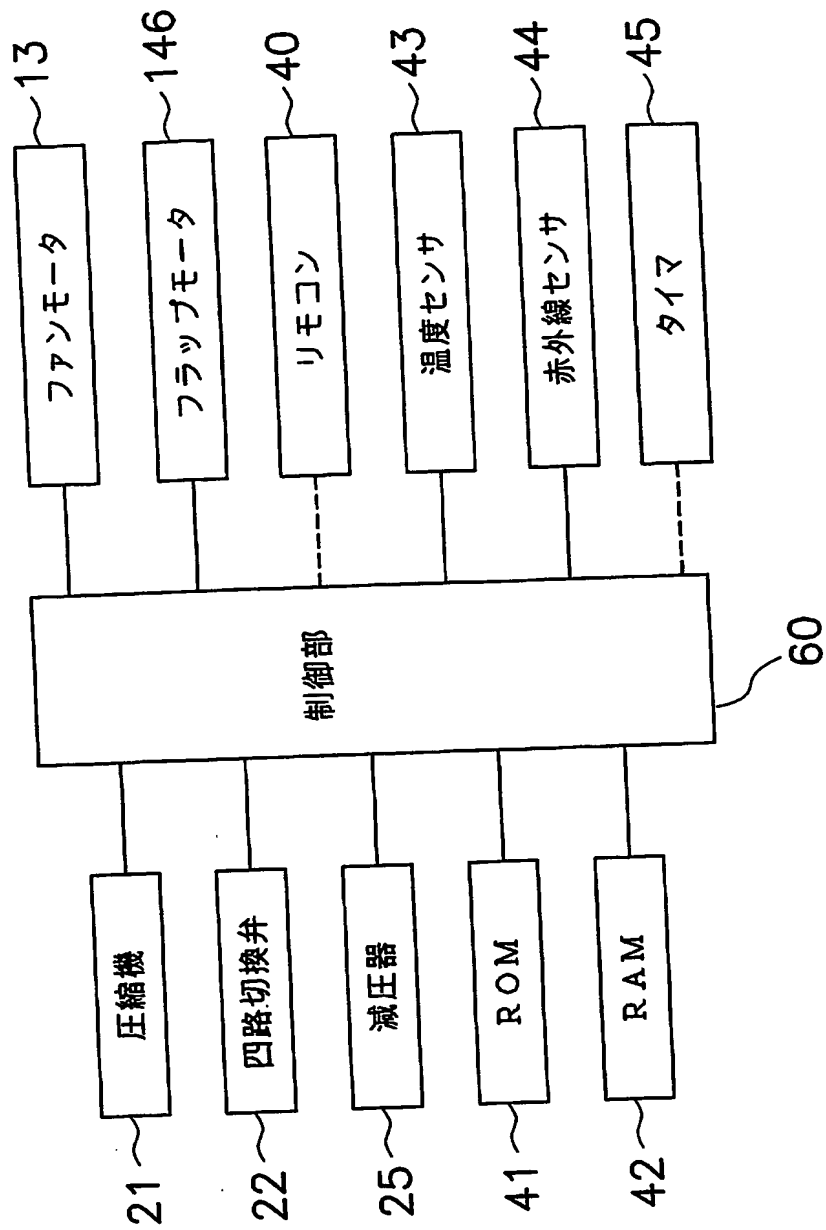 圧縮機
21
四路切換弁
22
減圧器
25
ROM
41
RAM
42
制御部
60
ファンモータ
13
フラップモータ
146
リモコン
40
温度センサ
43
赤外線センサ
44
タイマ
45